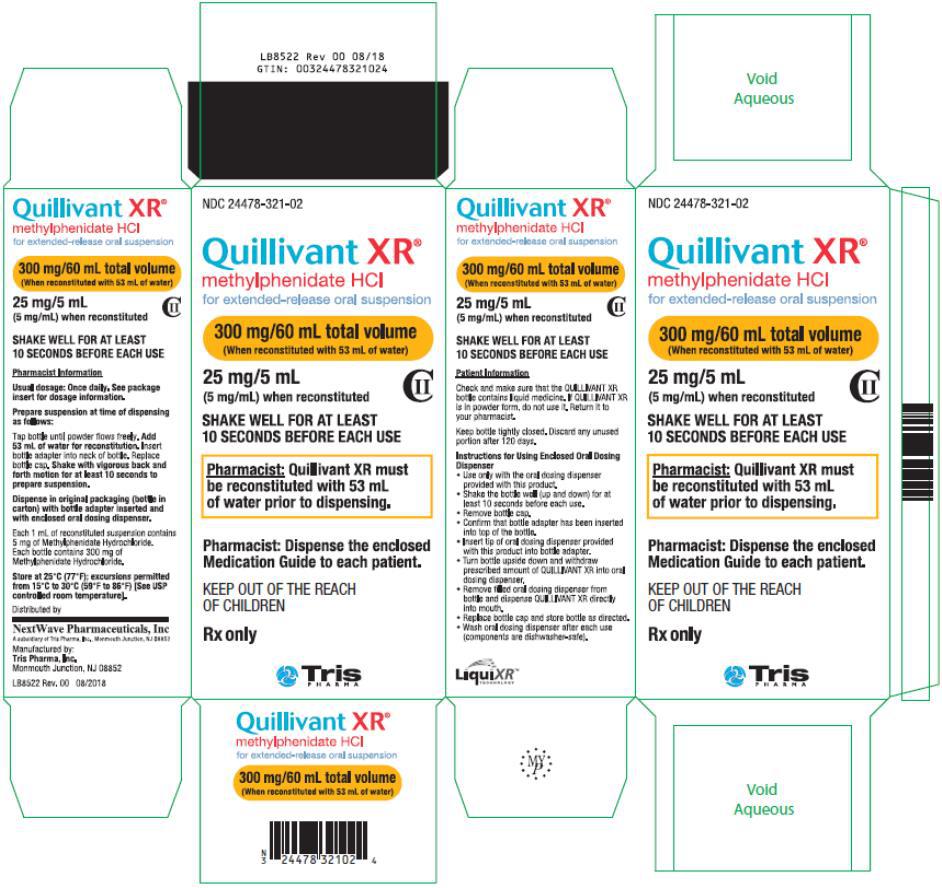 LB8522 Rev 00 08/18
GTIN: 00324478321024
Void
Aqueous
Quillivant XR®
methylphenidate HCl
for extended-release oral suspension
300 mg/60 mL total volume
(When reconstituted with 53 mL of water)
25 mg/5 mL
(5 mg/mL) when reconstituted
CII
SHAKE WELL FOR AT LEAST
10 SECONDS BEFORE EACH USE
Pharmacist Information
Usual dosage: Once daily. See package
insert for dosage information.
Prepare suspension at time of dispensing
as follows:
Tap bottle until powder flows freely. Add
53 mL of water for reconstitution. Insert
bottle adapter into neck of bottle. Replace
bottle cap. Shake with vigorous back and
forth motion for at least 10 seconds to
prepare suspension.
Dispense in original packaging (bottle in
carton) with bottle adapter inserted and
with enclosed oral dosing dispenser.
Each 1 mL of reconstituted suspension contains
5 mg of Methylphenidate Hydrochloride.
Each bottle contains 300 mg of
Methylphenidate Hydrochloride.
Store at 25°C (77°F); excursions permitted
from 15°C to 30°C (59°F to 86°F) [See USP
controlled room temperature].
Distributed by
NextWave Pharmaceuticals, Inc
A subsidiary of Tris Pharma, Inc., Monmouth Junction, NJ 08852
Manufactured by:
Tris Pharma, Inc.
Monmouth Junction, NJ 08852
LB8522 Rev. 00 08/2018
NDC 24478-321-02
Quillivant XR®
methylphenidate HCl
for extended-release oral suspension
300 mg/60 mL total volume
(When reconstituted with 53 mL of water)
25 mg/5 mL
(5 mg/mL) when reconstituted
CII
SHAKE WELL FOR AT LEAST
10 SECONDS BEFORE EACH USE
Pharmacist: Quillivant XR must
be reconstituted with 53 mL
of water prior to dispensing.
Pharmacist: Dispense the enclosed
Medication Guide to each patient.
KEEP OUT OF THE REACH
OF CHILDREN
Rx only
Tris
PHARMA
Quillivant XR®
methylphenidate HCl
for extended-release oral suspension
300 mg/60 mL total volume
(When reconstituted with 53 mL of water)
25 mg/5 mL
(5 mg/mL) when reconstituted
CII
SHAKE WELL FOR AT LEAST
10 SECONDS BEFORE EACH USE
Patient Information
Check and make sure that the QUILLIVANT XR
bottle contains liquid medicine. If QUILLIVANT XR
is in powder form, do not use it. Return it to
your pharmacist.
Keep bottle tightly closed. Discard any unused
portion after 120 days.
Instructions for Using Enclosed Oral Dosing
Dispenser
• Use only with the oral dosing dispenser
provided with this product.
• Shake the bottle well (up and down) for at
least 10 seconds before each use.
• Remove bottle cap.
• Confirm that bottle adapter has been inserted
into top of the bottle.
• Insert tip of oral dosing dispenser provided
with this product into bottle adapter.
• Turn bottle upside down and withdraw
prescribed amount of QUILLIVANT XR into oral
dosing dispenser.
• Remove filled oral dosing dispenser from
bottle and dispense QUILLIVANT XR directly
into mouth.
• Replace bottle cap and store bottle as directed.
• Wash oral dosing dispenser after each use
(components are dishwasher-safe).
LiquiXR™
TECHNOLOGY
NDC 24478-321-02
Quillivant XR®
methylphenidate HCl
for extended-release oral suspension
300 mg/60 mL total volume
(When reconstituted with 53 mL of water)
25 mg/5 mL
(5 mg/mL) when reconstituted
CII
SHAKE WELL FOR AT LEAST
10 SECONDS BEFORE EACH USE
Pharmacist: Quillivant XR must
be reconstituted with 53 mL
of water prior to dispensing.
Pharmacist: Dispense the enclosed
Medication Guide to each patient.
KEEP OUT OF THE REACH
OF CHILDREN
Rx only
Tris
PHARMA
Quillivant XR®
methylphenidate HCl
for extended-release oral suspension
300 mg/60 mL total volume
(When reconstituted with 53 mL of water)
N
3 24478 32102 4
MY
P
Void
Aqueous